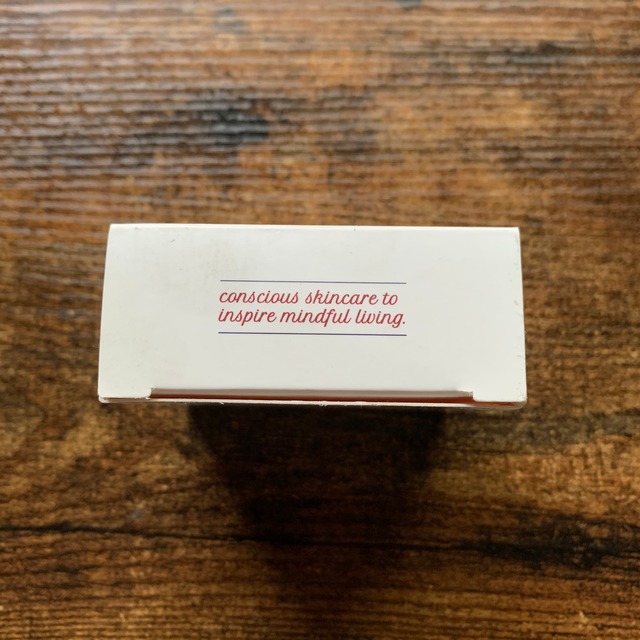 conscious skincare to
inspire mindful living.